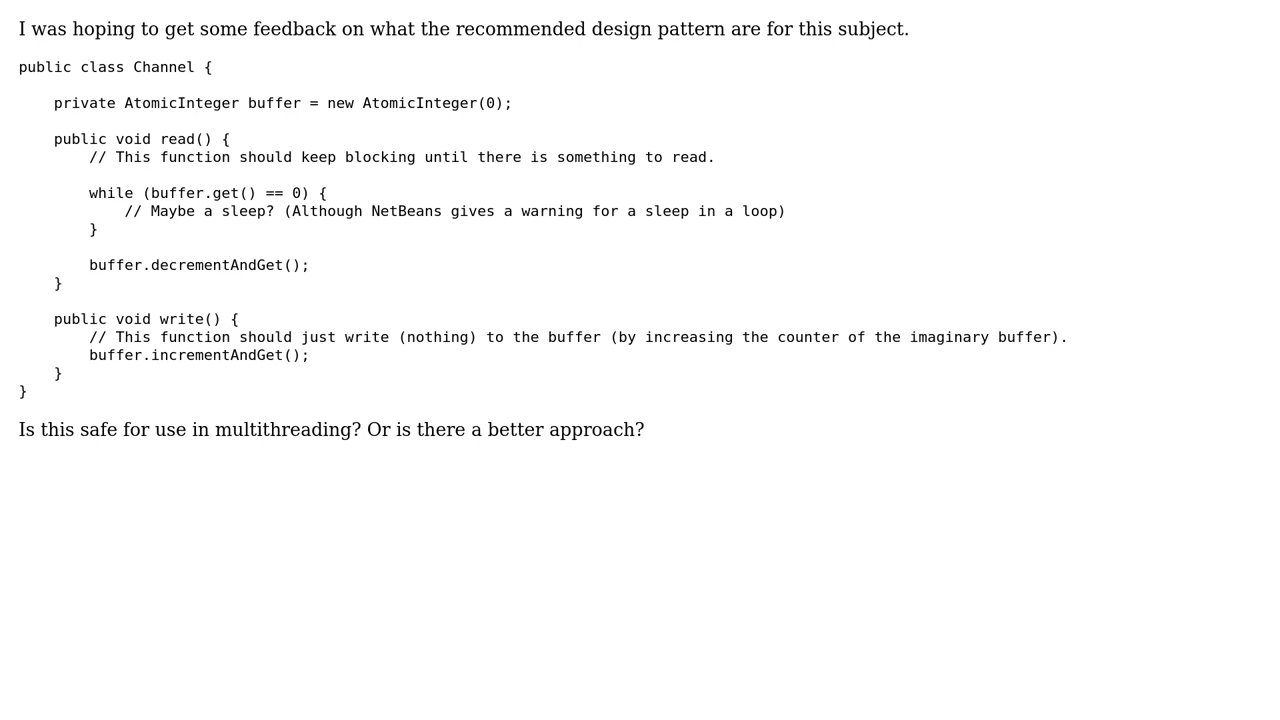 I was hoping to get some feedback on what the recommended design pattern are for this subject.
public class Channel {
    private AtomicInteger buffer = new AtomicInteger(0);
    public void read() {
        // This function should keep blocking until there is something to read.
        while (buffer.get() == 0) {
            // Maybe a sleep? (Although NetBeans gives a warning for a sleep in a loop)
        }
        buffer.decrementAndGet();
    }
    public void write() {
        // This function should just write (nothing) to the buffer (by increasing the counter of the imaginary buffer).
        buffer.incrementAndGet();
    }
}
Is this safe for use in multithreading? Or is there a better approach?